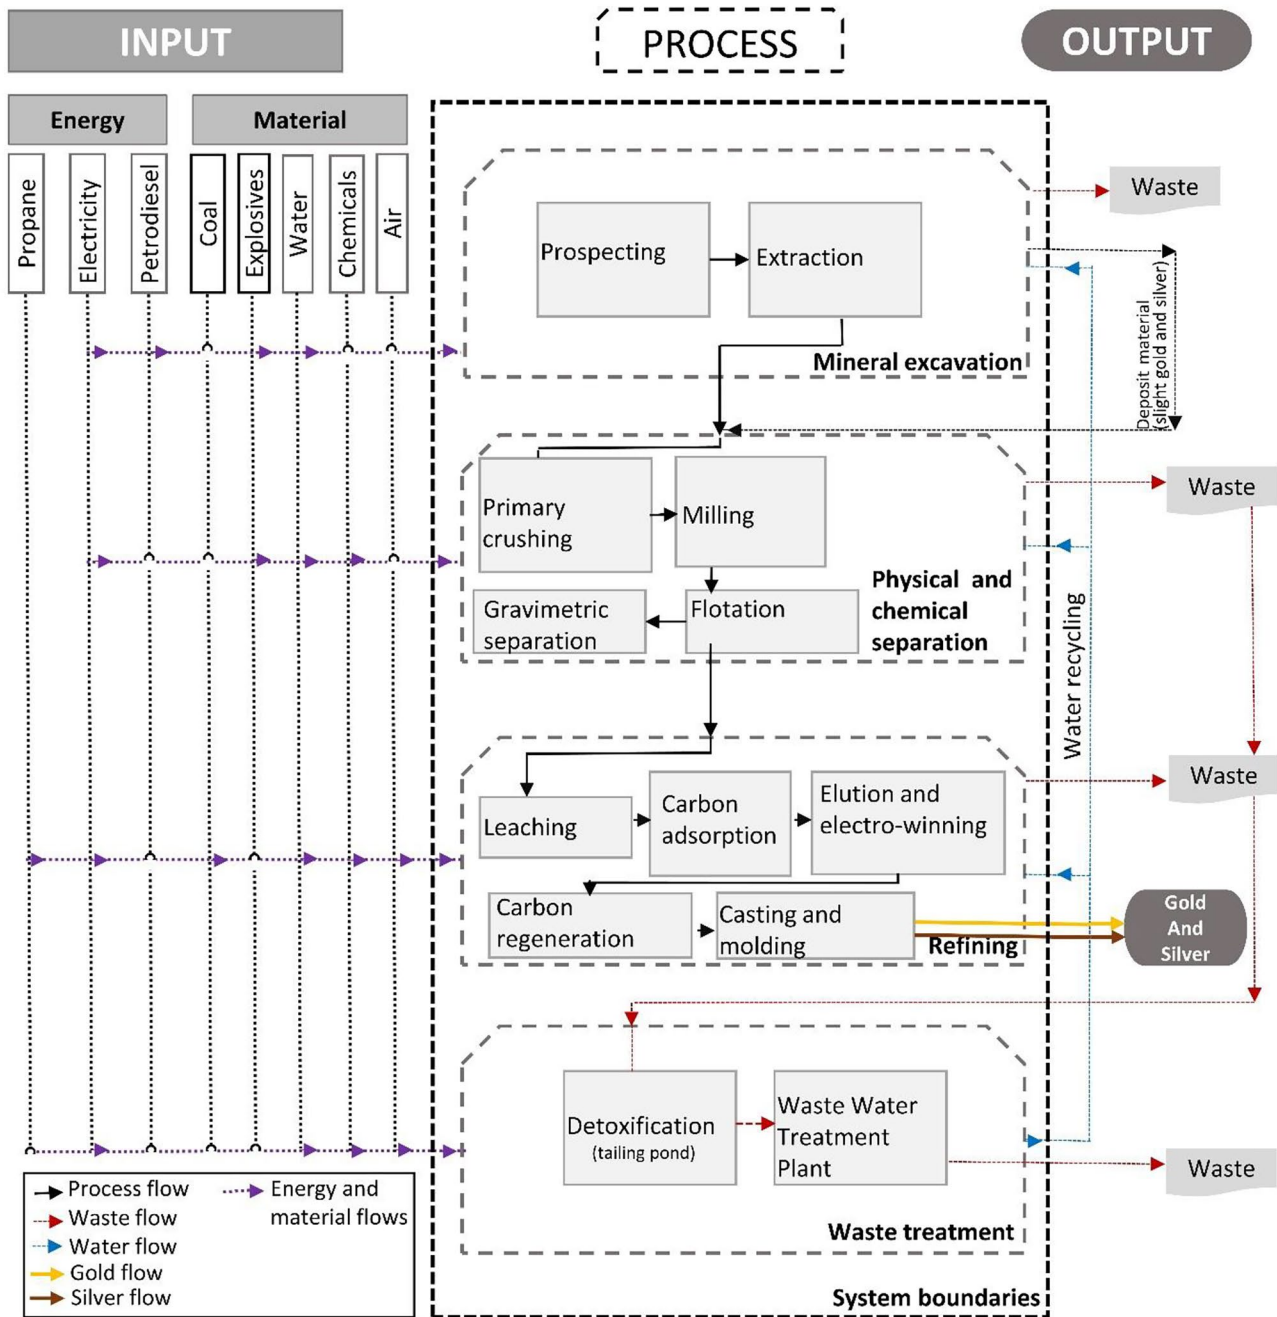 INPUT
PROCESS
OUTPUT
Energy
Material
Propane
Electricity
Petrodiesel
Coal
Explosives
Water
Chemicals
Air
Prospecting
Extraction
Mineral excavation
Waste
Deposit material
(slight gold and silver)
Primary
crushing
Milling
Gravimetric
separation
Flotation
Physical and
chemical
separation
Waste
Water recycling
Leaching
Carbon
adsorption
Elution and
electro-winning
Waste
Carbon
regeneration
Casting and
molding
Refining
Gold
And
Silver
Detoxification
(tailing pond)
Waste Water
Treatment
Plant
Waste
Waste treatment
System boundaries
Process flow
Waste flow
Water flow
Gold flow
Silver flow
Energy and
material flows